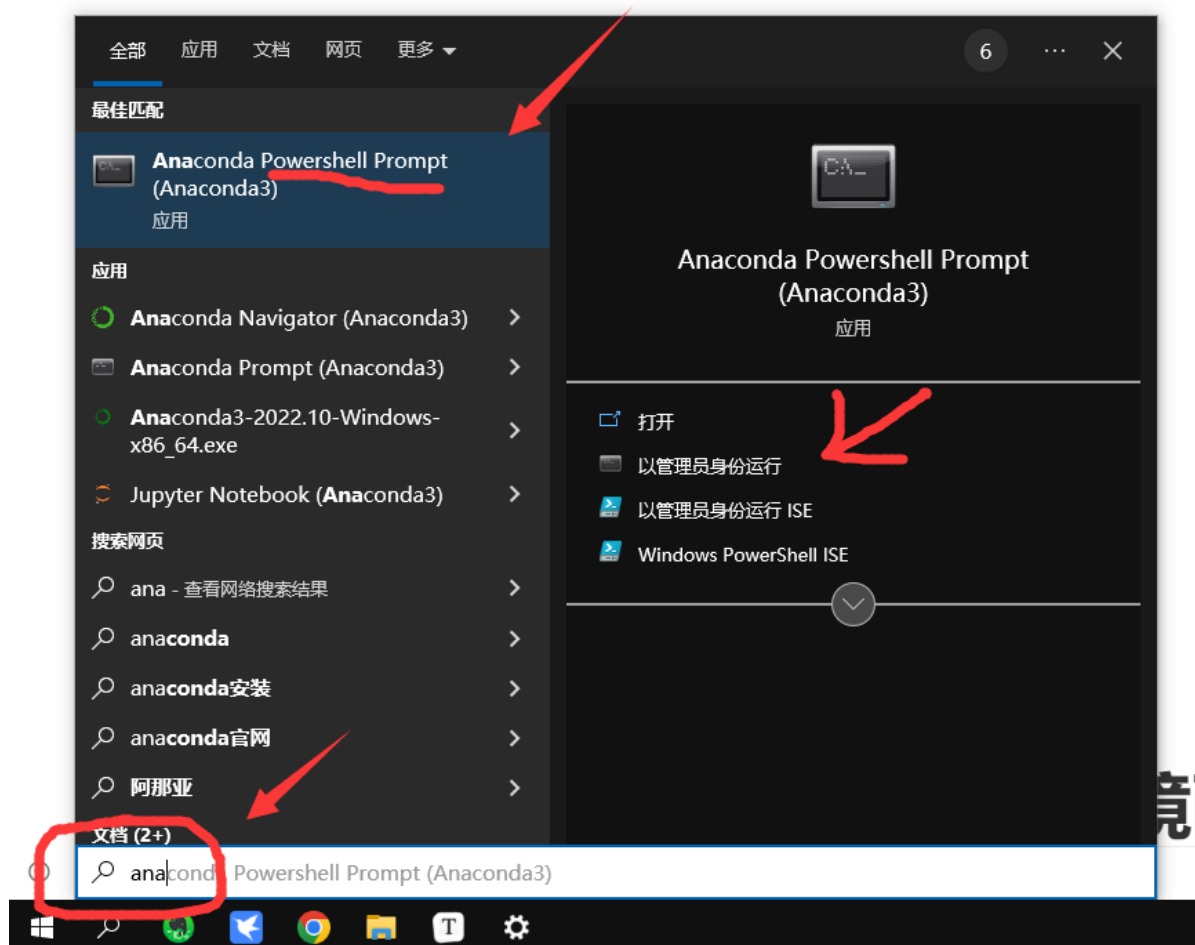 全部 应用 文档 网页 更多 6 ···
最佳匹配
Anaconda Powershell Prompt
(Anaconda3)
应用
应用
Anaconda Navigator (Anaconda3)
Anaconda Prompt (Anaconda3)
Anaconda3-2022.10-Windows-
x86_64.exe
Jupyter Notebook (Anaconda3)
搜索网页
ana - 查看网络搜索结果
anaconda
anaconda安装
anaconda官网
阿那亚
文档 (2+)
anaconda Powershell Prompt (Anaconda3)
C:\_
Anaconda Powershell Prompt
(Anaconda3)
应用
打开
以管理员身份运行
以管理员身份运行 ISE
Windows PowerShell ISE
T